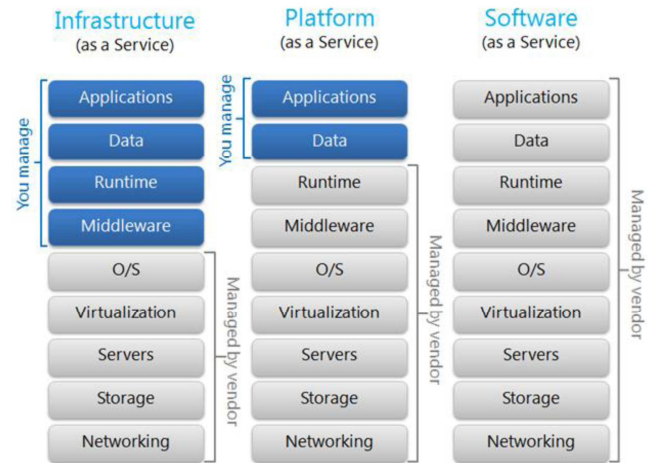 Infrastructure
(as a Service)
You manage
Applications
Data
Runtime
Middleware
O/S
Virtualization
Servers
Storage
Networking
Managed by vendor
Platform
(as a Service)
You manage
Applications
Data
Runtime
Middleware
O/S
Virtualization
Servers
Storage
Networking
Managed by vendor
Software
(as a Service)
Applications
Data
Runtime
Middleware
O/S
Virtualization
Servers
Storage
Networking
Managed by vendor